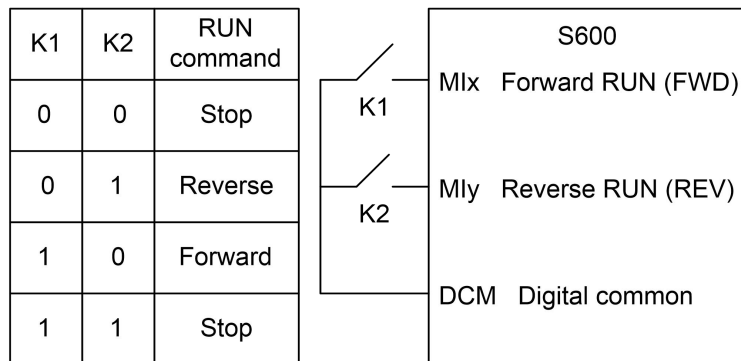 K1 K2 RUN command
0 0 Stop
0 1 Reverse
1 0 Forward
1 1 Stop
K1
K2
S600
MIx Forward RUN (FWD)
MIy Reverse RUN (REV)
DCM Digital common